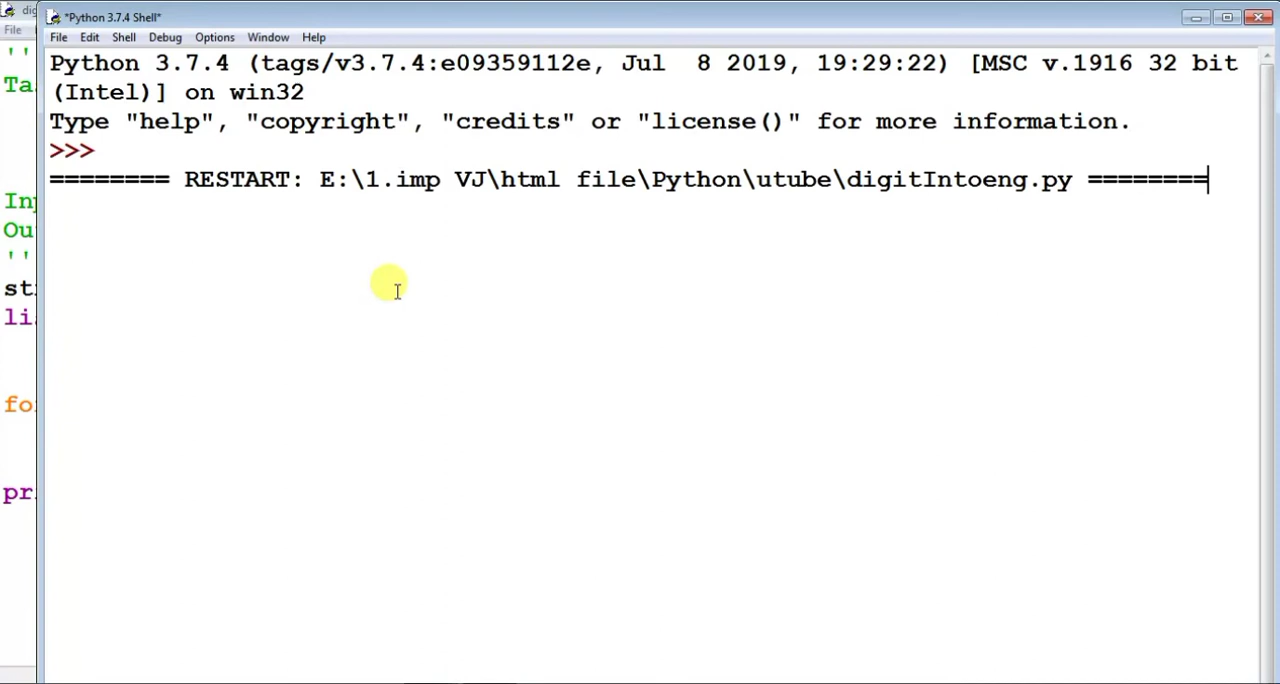 *Python 3.7.4 Shell*
File Edit Shell Debug Options Window Help
File
Python 3.7.4 (tags/v3.7.4:e09359112e, Jul  8 2019, 19:29:22) [MSC v.1916 32 bit
(Intel)] on win32
Type "help", "copyright", "credits" or "license()" for more information.
>>>
======== RESTART: E:\1.imp VJ\html file\Python\utube\digitIntoeng.py ========